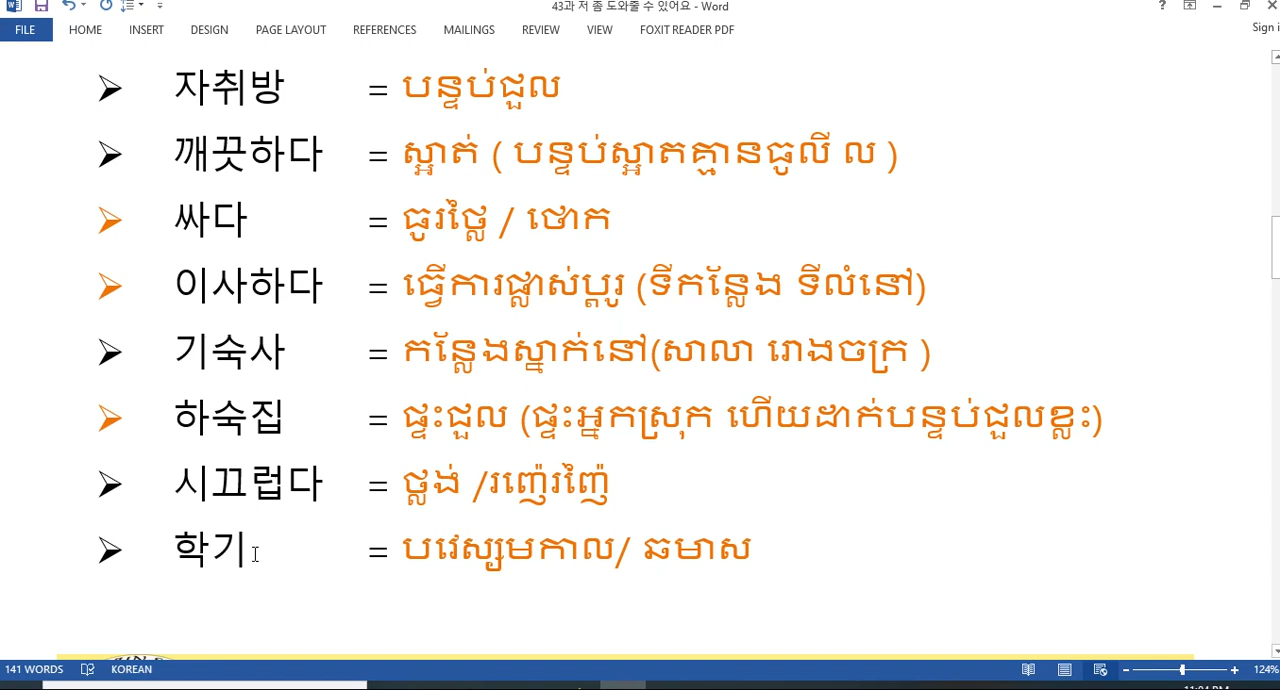 43과 저 좀 도와줄 수 있어요 - Word
FILE HOME INSERT DESIGN PAGE LAYOUT REFERENCES MAILINGS REVIEW VIEW FOXIT READER PDF Sign i
➢ 자취방 = បន្ទប់ជួល
➢ 깨끗하다 = ស្អាត់ ( បន្ទប់ស្អាតគ្មានធូលី ល )
➢ 싸다 = ធូរថ្លៃ / ថោក
➢ 이사하다 = ធ្វើការផ្លាស់ប្តូរ (ទីកន្លែង ទីលំនៅ)
➢ 기숙사 = កន្លែងស្នាក់នៅ(សាលា រោងចក្រ )
➢ 하숙집 = ផ្ទះជួល (ផ្ទះអ្នកស្រុក ហើយដាក់បន្ទប់ជួលខ្លះ)
➢ 시끄럽다 = ថ្លង់ /រញ៉េរញ៉ៃ
➢ 학기 = បវេស្សមកាល/ ឆមាស
141 WORDS KOREAN 124%